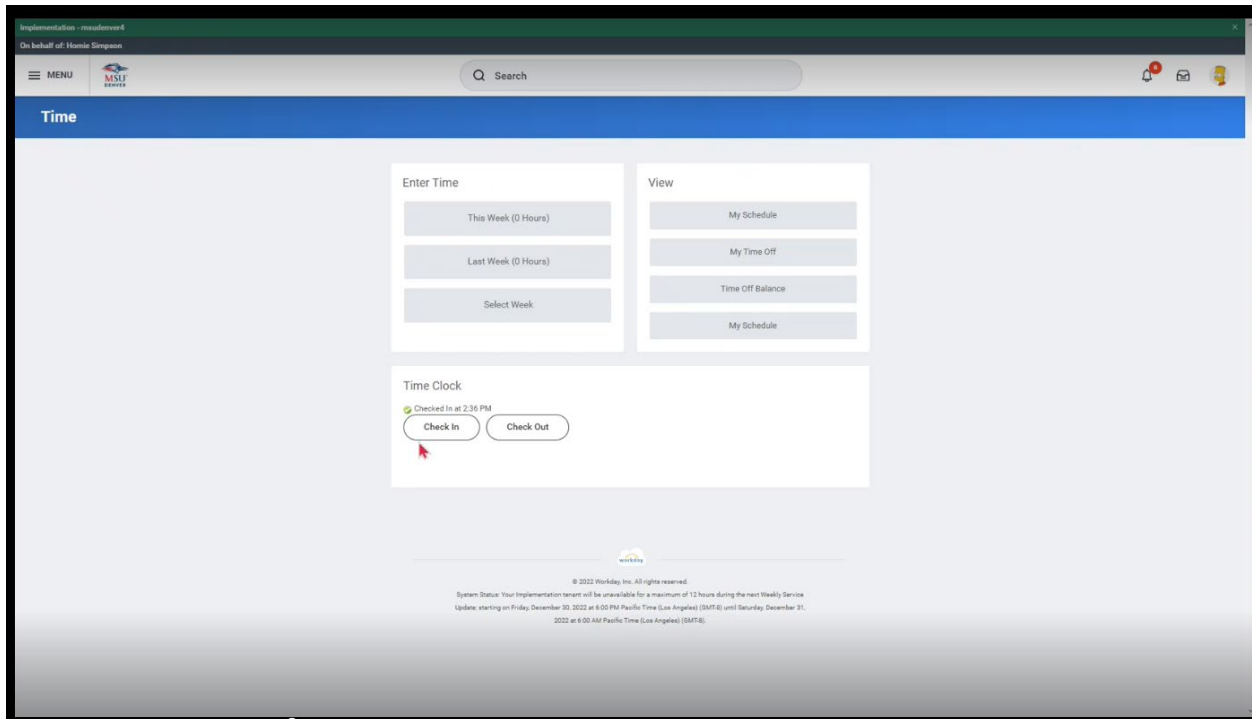 Implementation - msudenver4
On behalf of: Homie Simpson
MENU
MSU
DENVER
Search
Time
Enter Time
This Week (0 Hours)
Last Week (0 Hours)
Select Week
View
My Schedule
My Time Off
Time Off Balance
My Schedule
Time Clock
Checked In at 2:36 PM
Check In
Check Out
workday
© 2022 Workday, Inc. All rights reserved.
System Status: Your Implementation tenant will be unavailable for a maximum of 12 hours during the next Weekly Service
Update; starting on Friday, December 30, 2022 at 6:00 PM Pacific Time (Los Angeles) (GMT-8) until Saturday, December 31,
2022 at 6:00 AM Pacific Time (Los Angeles) (GMT-8).